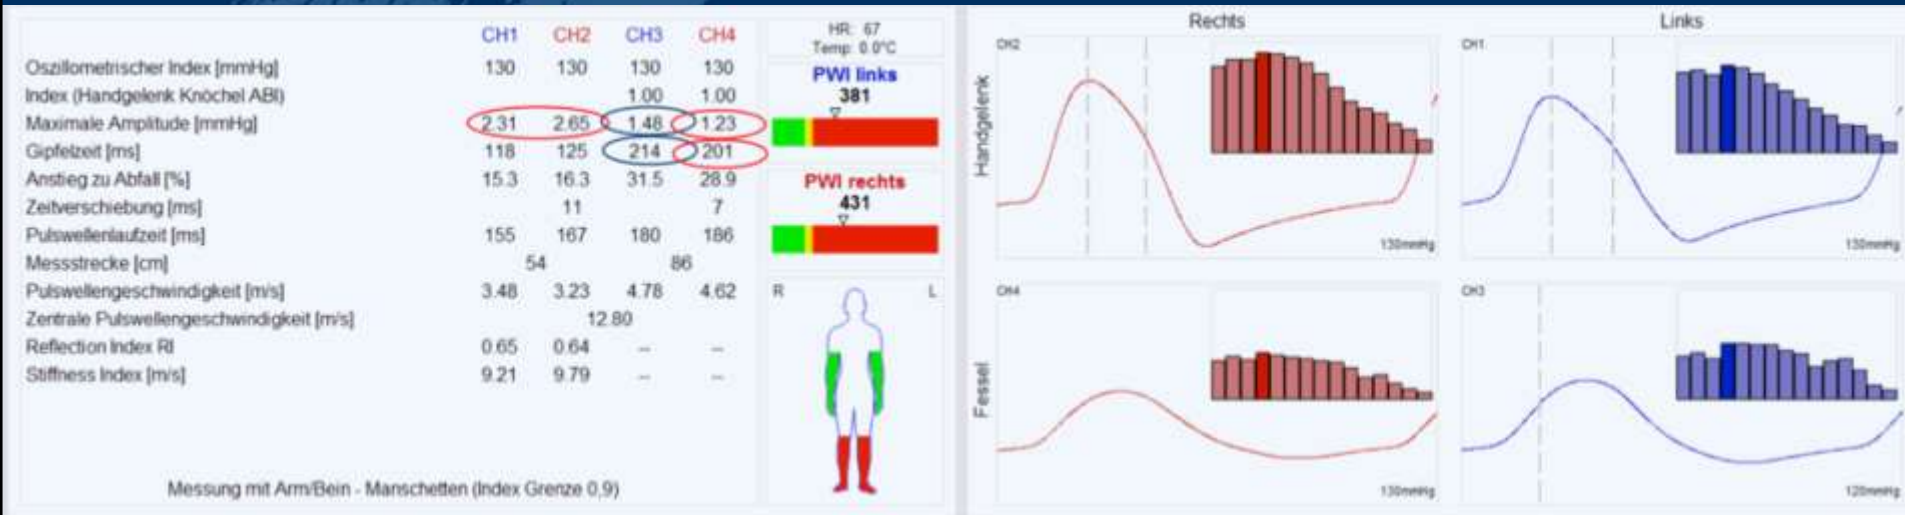 CH1 CH2 CH3 CH4
Oszillometrischer Index [mmHg] 130 130 130 130
Index (Handgelenk Knöchel ABI) 1.00 1.00
Maximale Amplitude [mmHg] 2.31 2.65 1.48 1.23
Gipfelzeit [ms] 118 125 214 201
Anstieg zu Abfall [%] 15.3 16.3 31.5 28.9
Zeitverschiebung [ms] 11 7
Pulswellenlaufzeit [ms] 155 167 180 186
Messstrecke [cm] 54 86
Pulswellengeschwindigkeit [m/s] 3.48 3.23 4.78 4.62
Zentrale Pulswellengeschwindigkeit [m/s] 12.80
Reflection Index RI 0.65 0.64 -- --
Stiffness Index [m/s] 9.21 9.79 -- --
Messung mit Arm/Bein - Manschetten (Index Grenze 0,9)
HR: 67
Temp: 0.0°C
PWI links
381
PWI rechts
431
R L
Rechts Links
Handgelenk
CH2
130mmHg
CH1
130mmHg
Fessel
CH4
130mmHg
CH3
120mmHg